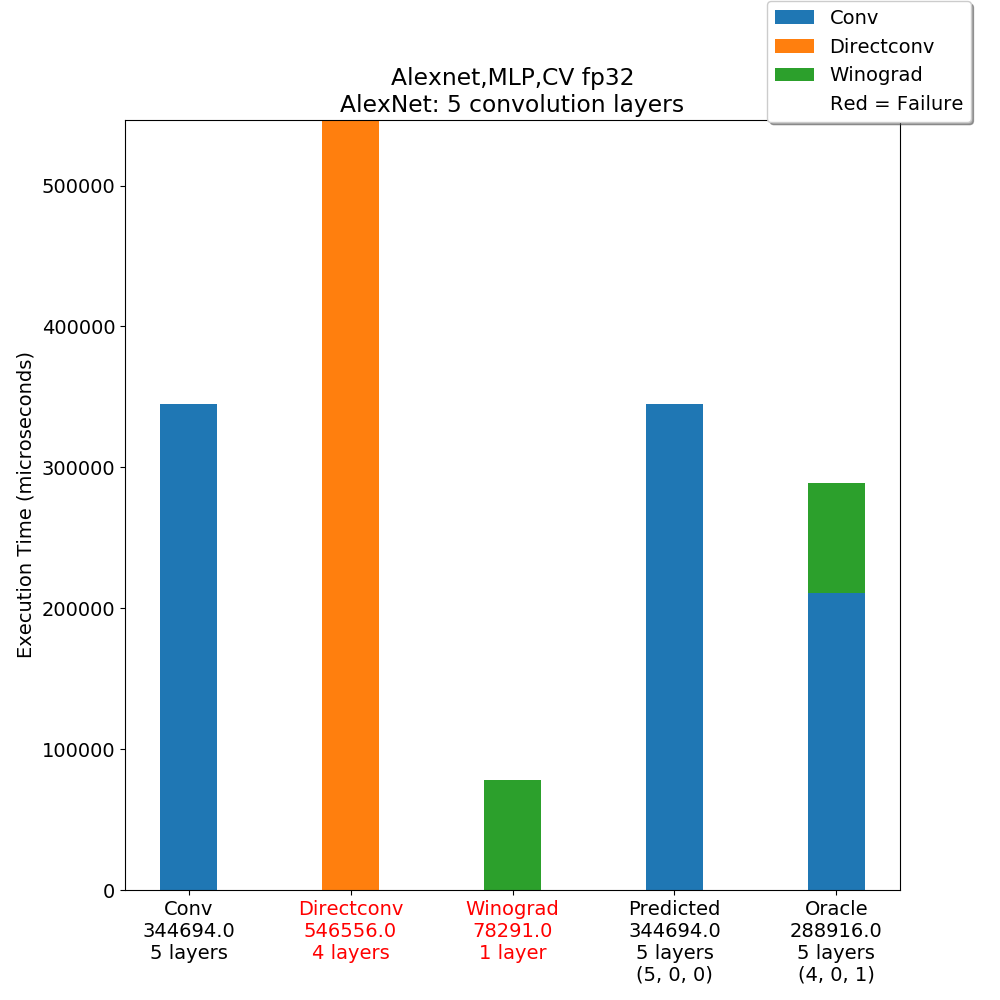 Conv
Directconv
Winograd
Red = Failure
Alexnet,MLP,CV fp32
AlexNet: 5 convolution layers
Execution Time (microseconds)
500000
400000
300000
200000
100000
0
Conv
344694.0
5 layers
Directconv
546556.0
4 layers
Winograd
78291.0
1 layer
Predicted
344694.0
5 layers
(5, 0, 0)
Oracle
288916.0
5 layers
(4, 0, 1)